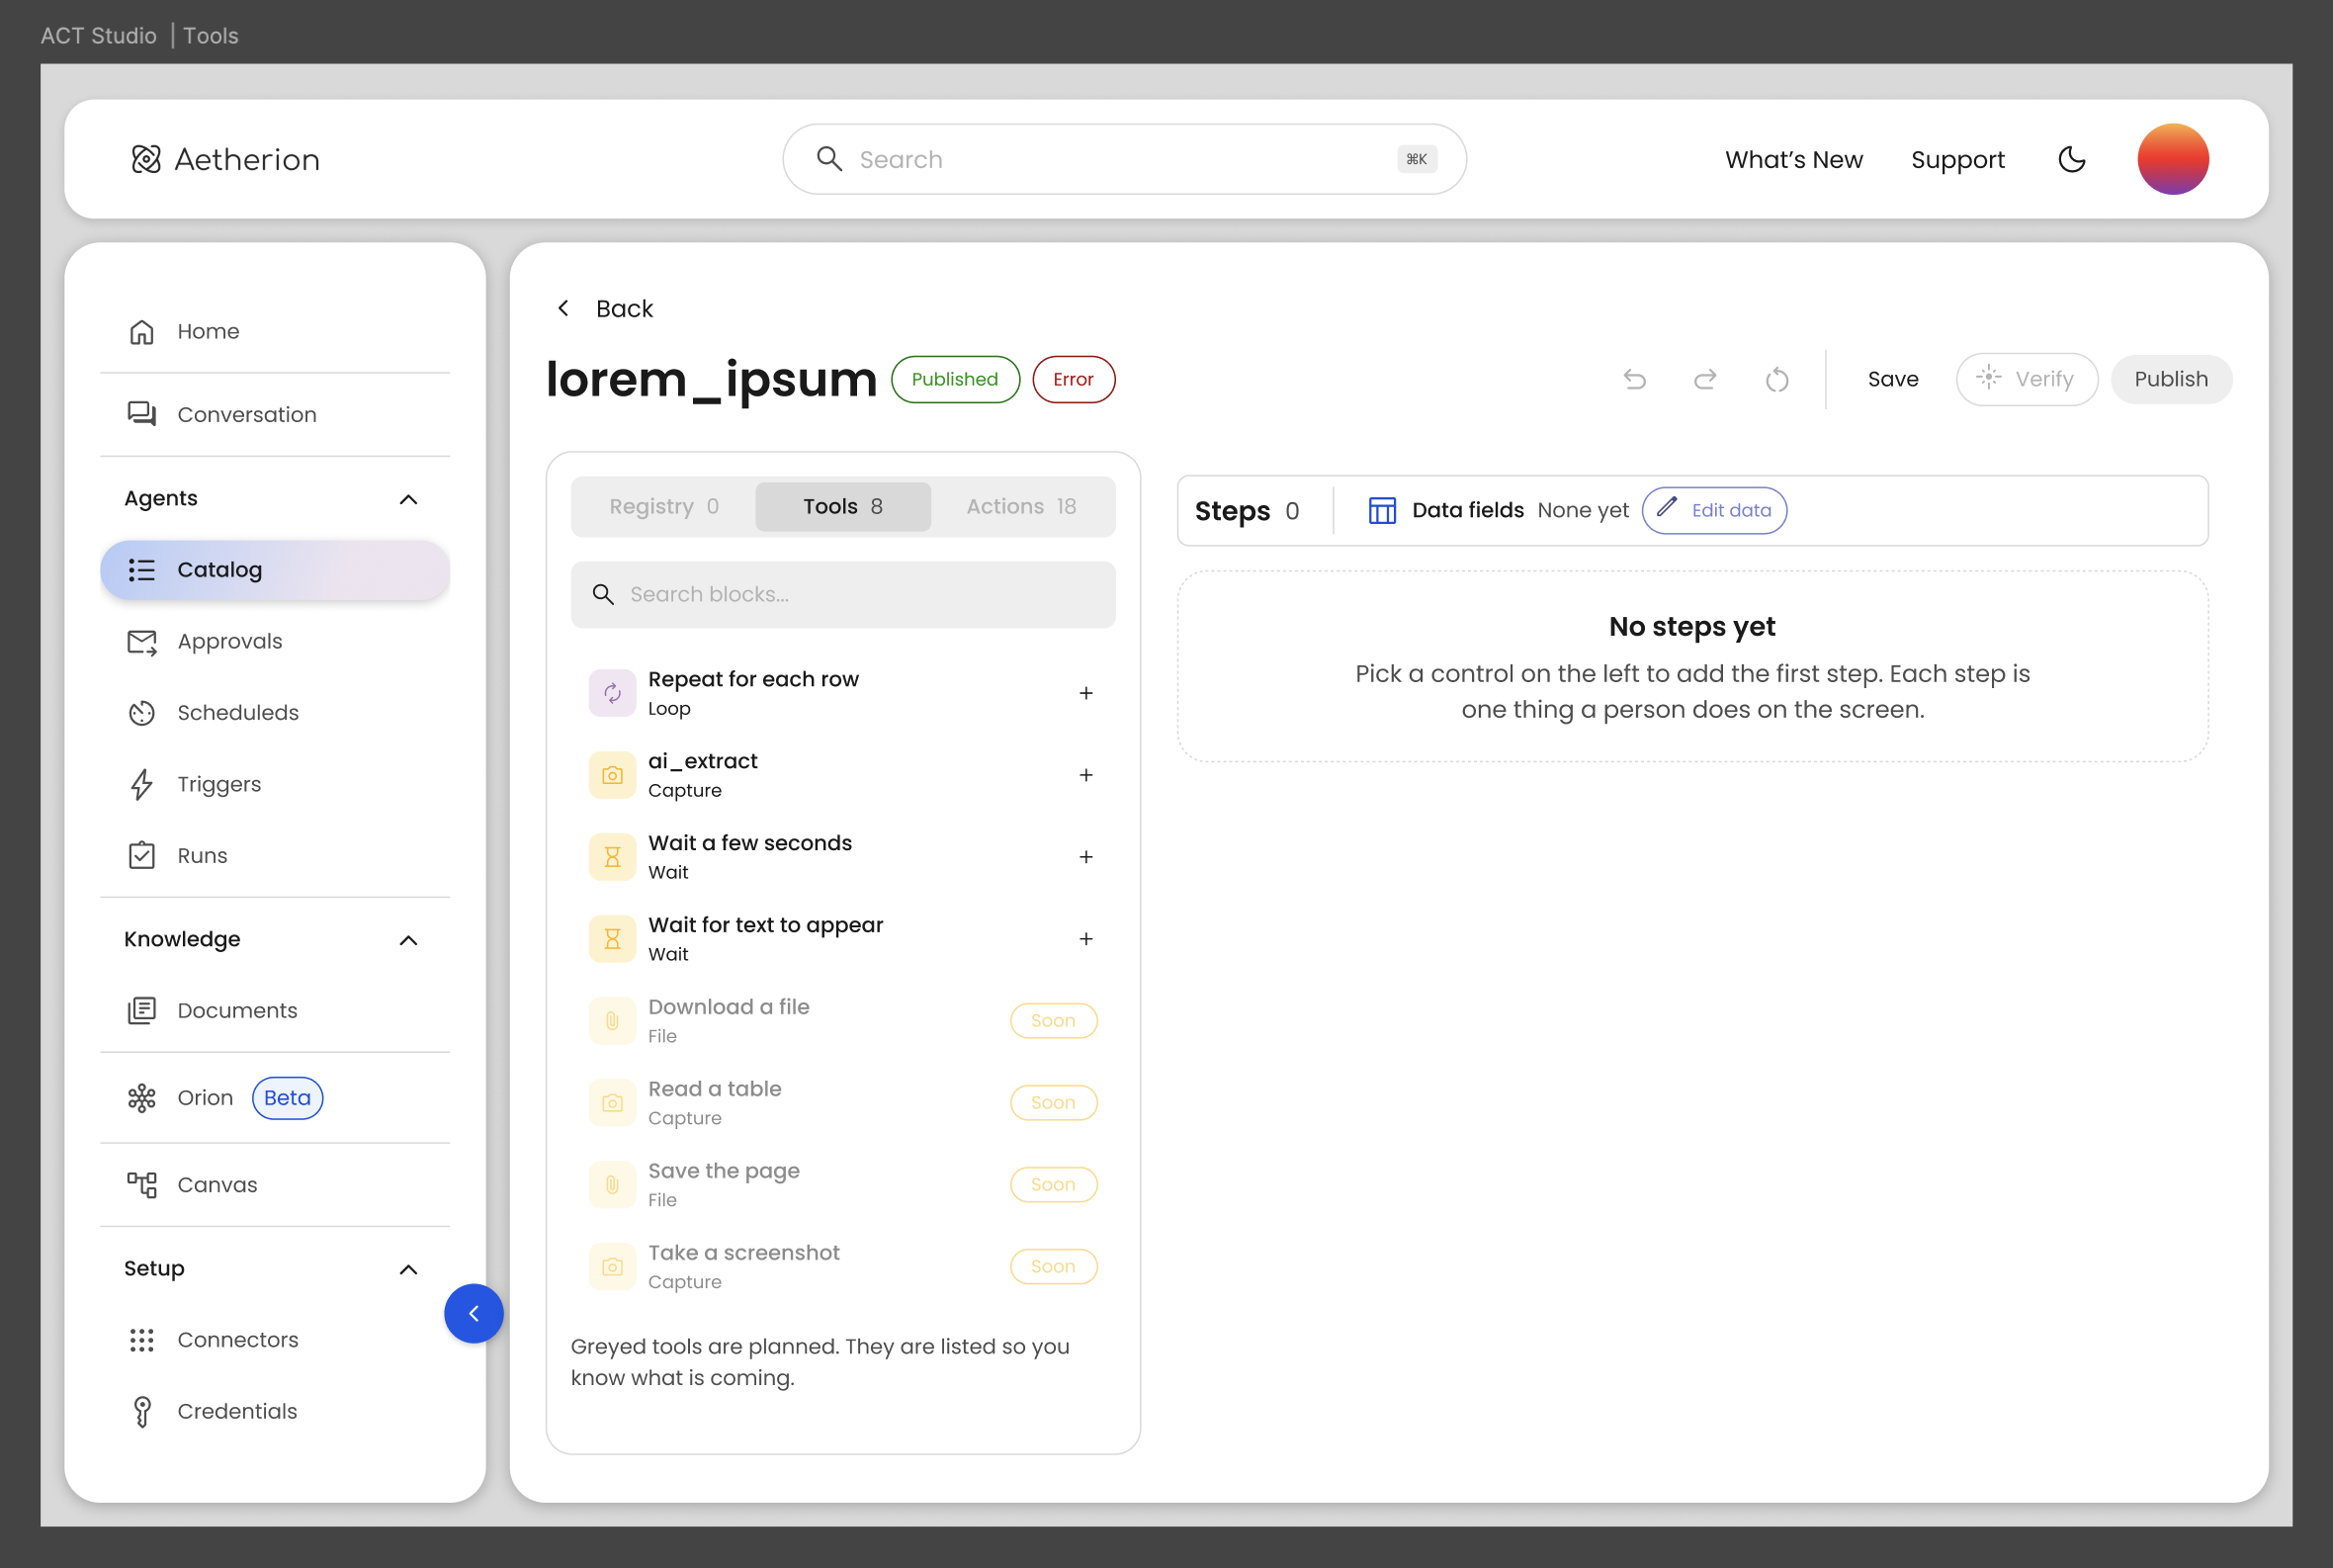 ACT Studio | Tools
Aetherion
Search
⌘K
What's New
Support
Home
Conversation
Agents
Catalog
Approvals
Scheduleds
Triggers
Runs
Knowledge
Documents
Orion Beta
Canvas
Setup
Connectors
Credentials
Back
lorem_ipsum Published Error
Save Verify Publish
Registry 0 Tools 8 Actions 18
Search blocks...
Repeat for each row
Loop
ai_extract
Capture
Wait a few seconds
Wait
Wait for text to appear
Wait
Download a file
File
Soon
Read a table
Capture
Soon
Save the page
File
Soon
Take a screenshot
Capture
Soon
Greyed tools are planned. They are listed so you
know what is coming.
Steps 0 Data fields None yet Edit data
No steps yet
Pick a control on the left to add the first step. Each step is
one thing a person does on the screen.